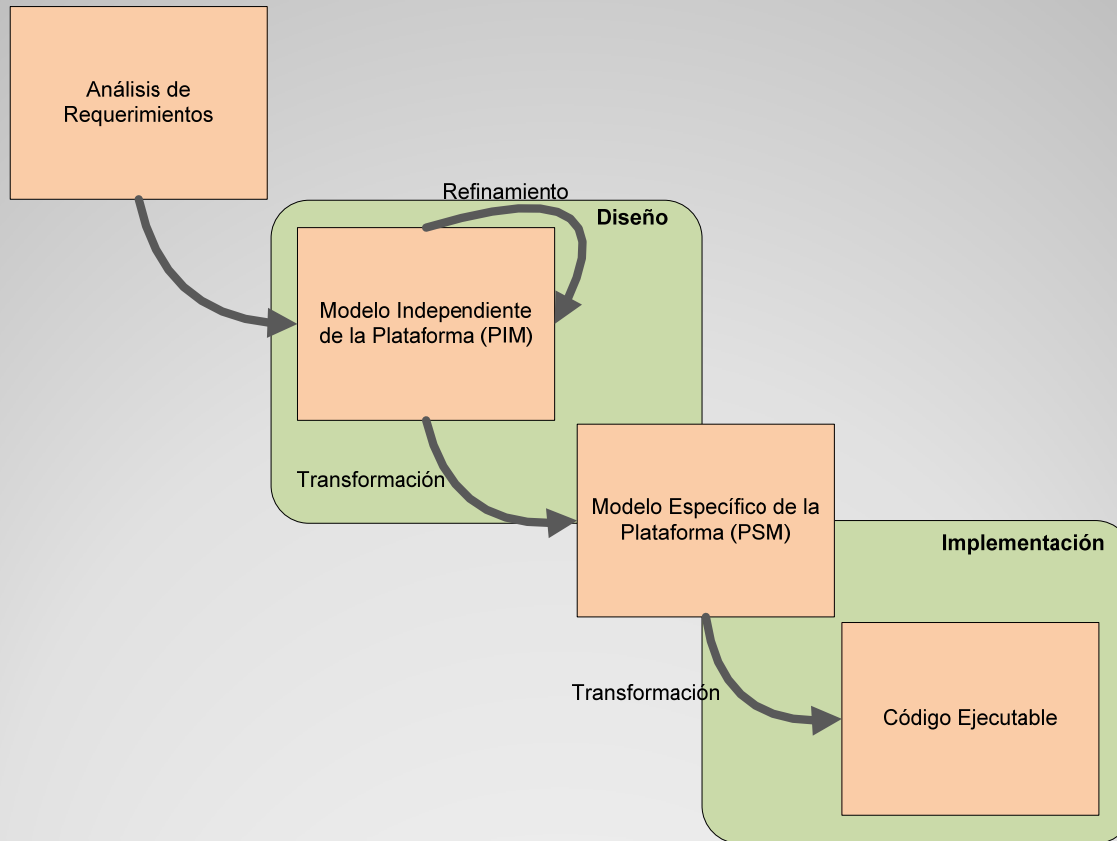 Análisis de
Requerimientos
Refinamiento
Diseño
Modelo Independiente
de la Plataforma (PIM)
Transformación
Modelo Específico de la
Plataforma (PSM)
Implementación
Transformación
Código Ejecutable